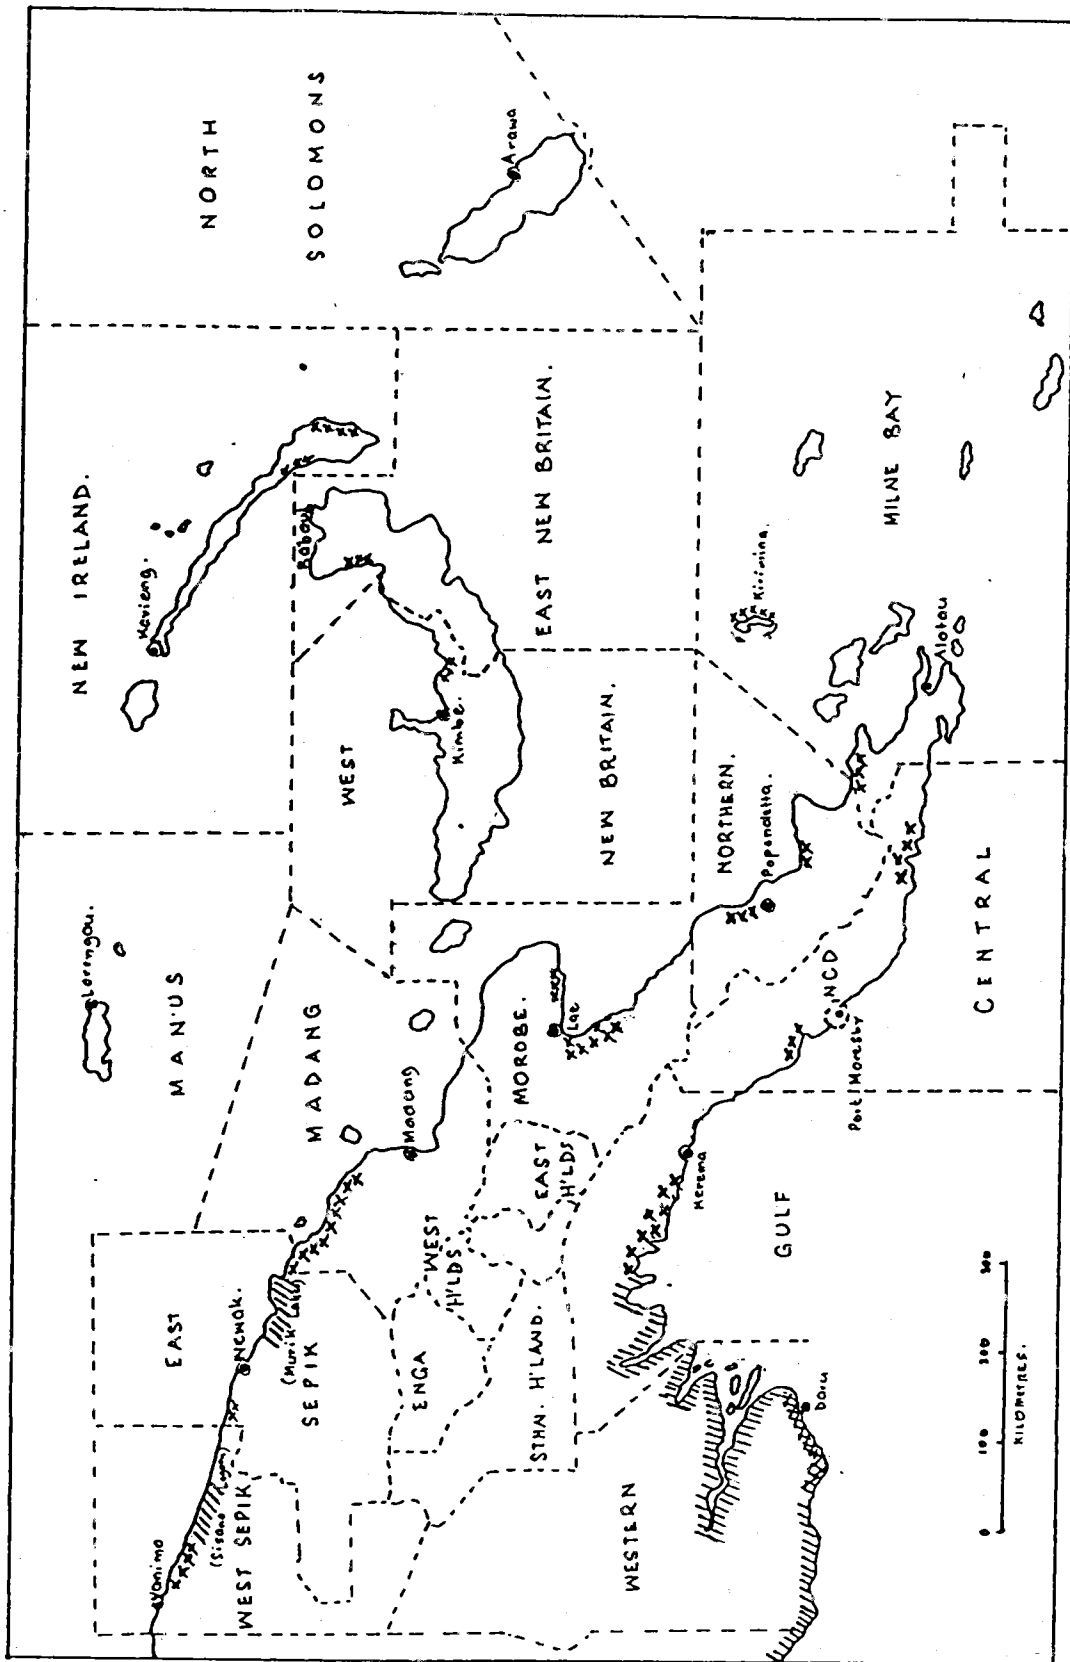 NORTH
SOLOMONS
Arawa
NEW IRELAND.
Kavieng.
Rabaul
EAST NEW BRITAIN.
WEST
NEW BRITAIN.
Kimbe.
MILNE BAY
Kiriwina.
Alotau
NORTHERN.
Popondetta.
CENTRAL
NCD
Port Moresby
MANUS
Lorengau.
MADANG
Madang
MOROBE.
Lae
EAST
H'LDS
WEST
H'LDS
STHN. H'LAND.
ENGA
GULF
Kerema
EAST
SEPIK
Wewak.
(Murik Lake)
WEST SEPIK
Vanimo
(Sissano
WESTERN
Daru
0 100 200 300
KILOMETRES.